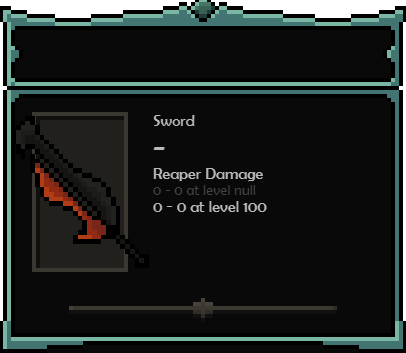 Sword
–
Reaper Damage
0 - 0 at level null
0 - 0 at level 100